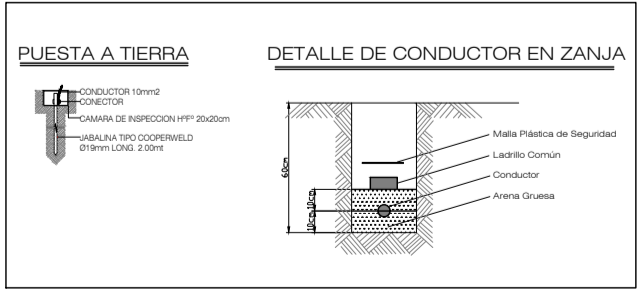 PUESTA A TIERRA
CONDUCTOR 10mm2
CONECTOR
CAMARA DE INSPECCION HºFº 20x20cm
JABALINA TIPO COOPERWELD
Ø19mm LONG. 2.00mt
DETALLE DE CONDUCTOR EN ZANJA
Malla Plástica de Seguridad
Ladrillo Común
Conductor
Arena Gruesa
60cm
10cm
10cm